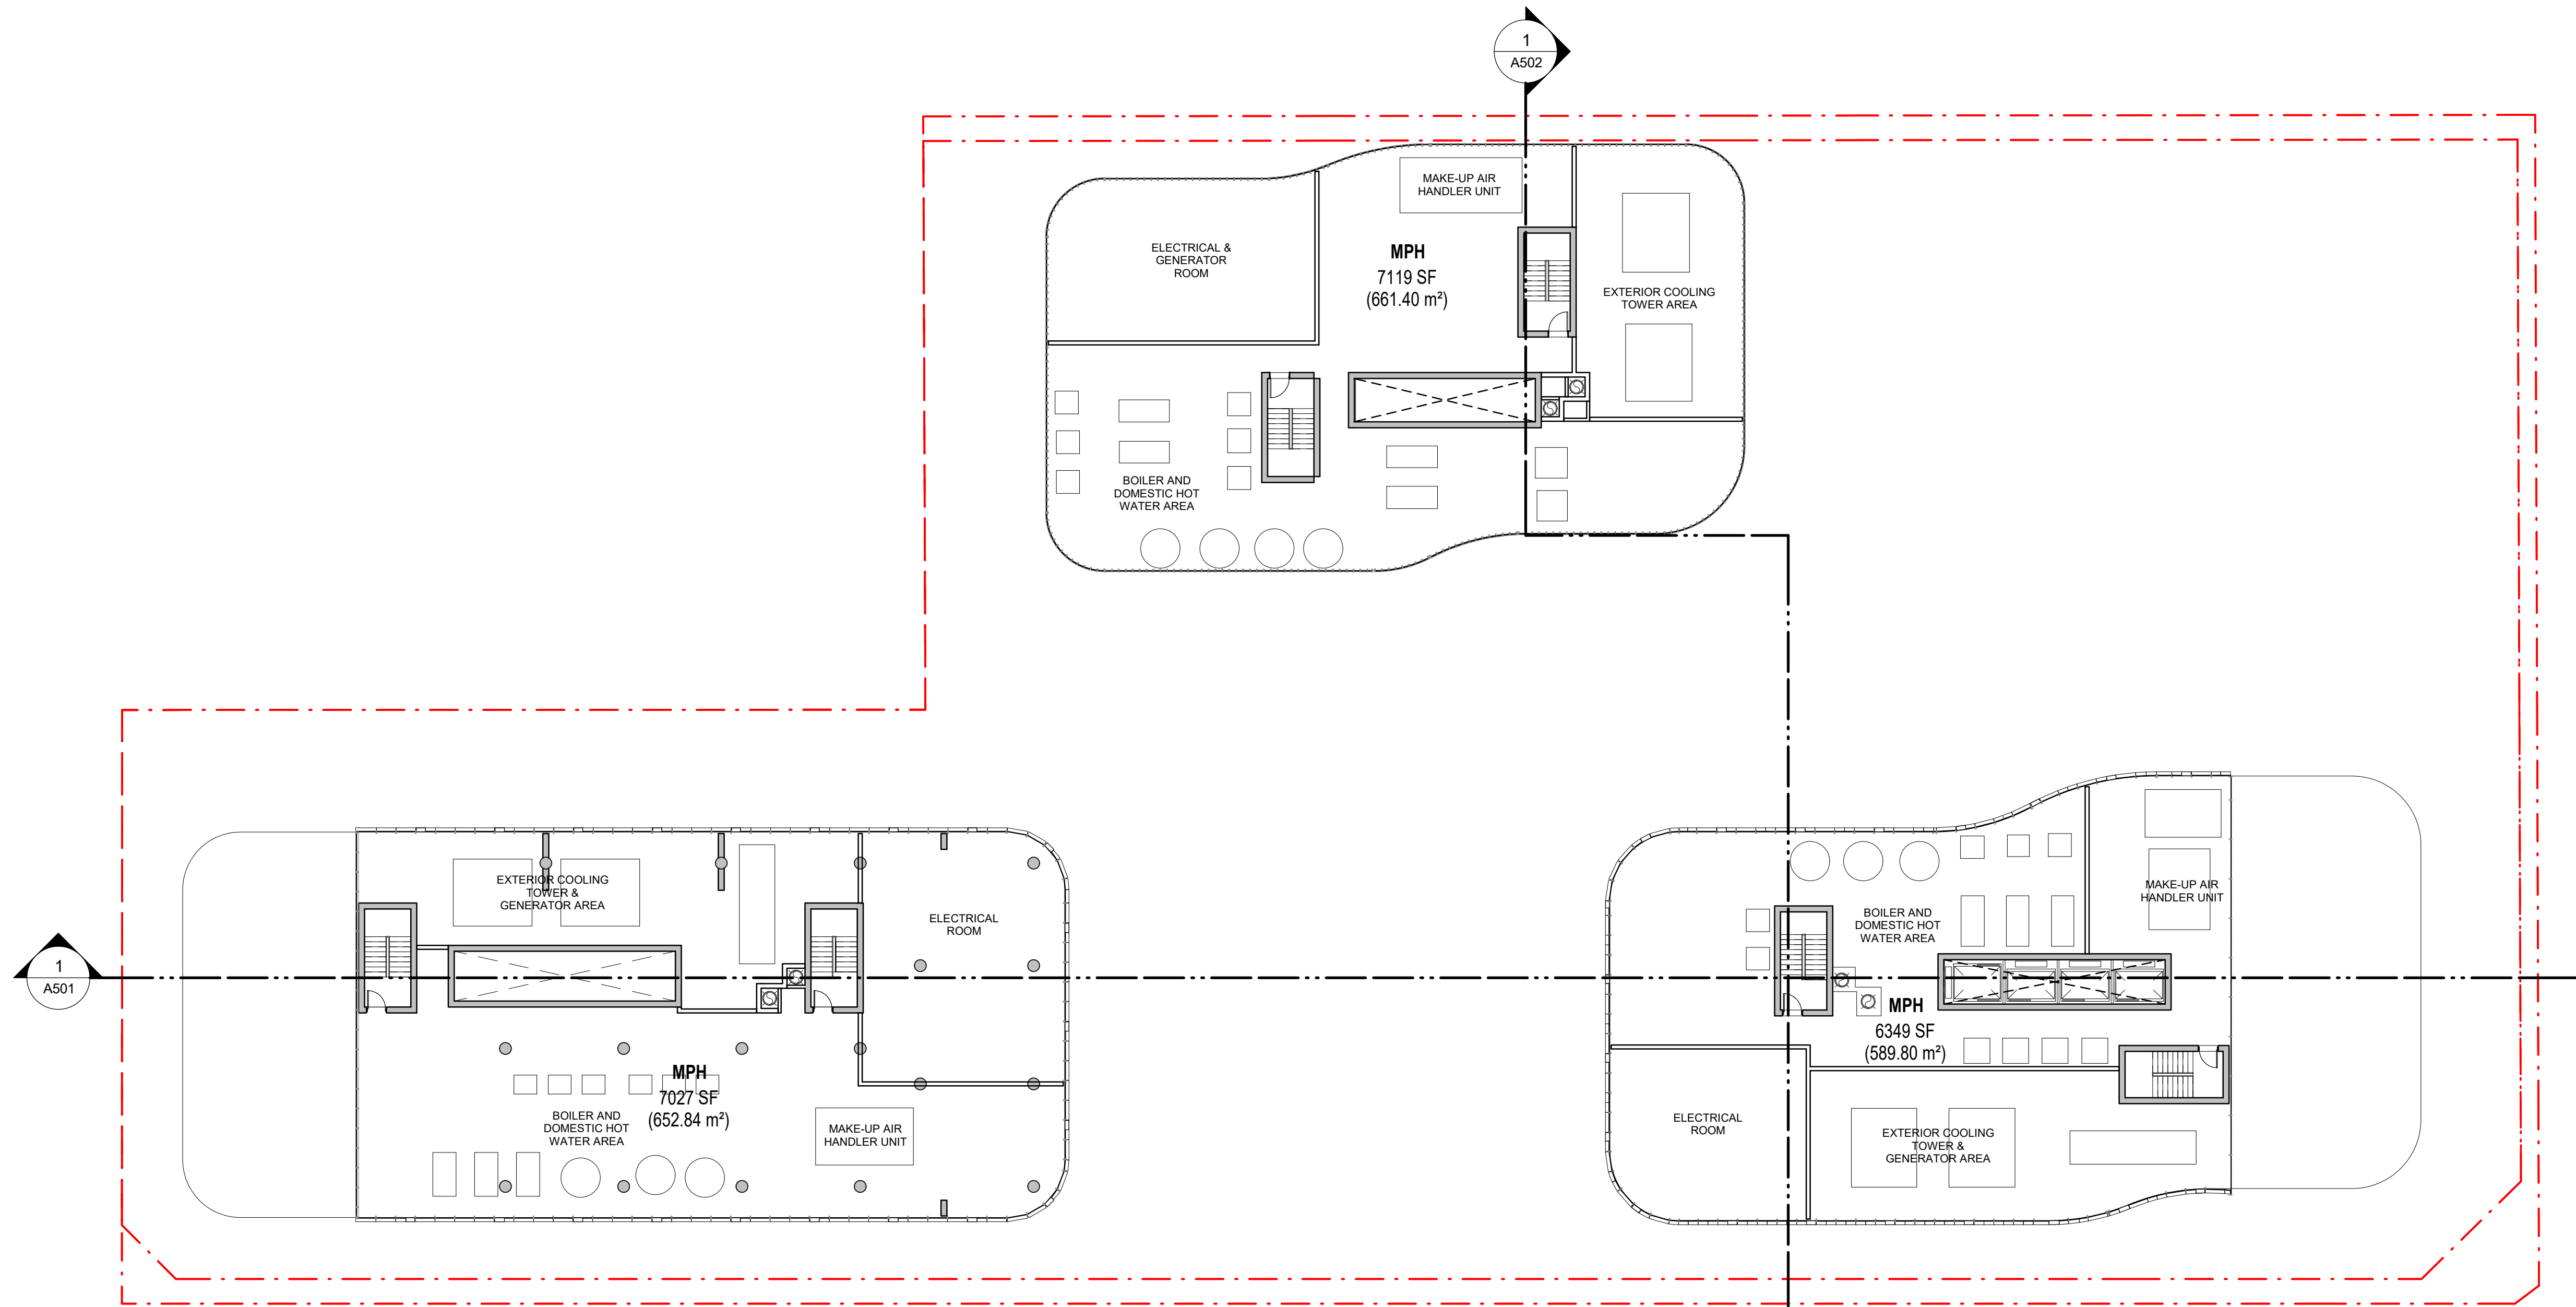 1
A502
MAKE-UP AIR
HANDLER UNIT
ELECTRICAL &
GENERATOR
ROOM
MPH
7119 SF
(661.40 m²)
EXTERIOR COOLING
TOWER AREA
BOILER AND
DOMESTIC HOT
WATER AREA
1
A501
EXTERIOR COOLING
TOWER &
GENERATOR AREA
ELECTRICAL
ROOM
MPH
7027 SF
(652.84 m²)
BOILER AND
DOMESTIC HOT
WATER AREA
MAKE-UP AIR
HANDLER UNIT
MAKE-UP AIR
HANDLER UNIT
BOILER AND
DOMESTIC HOT
WATER AREA
MPH
6349 SF
(589.80 m²)
ELECTRICAL
ROOM
EXTERIOR COOLING
TOWER &
GENERATOR AREA